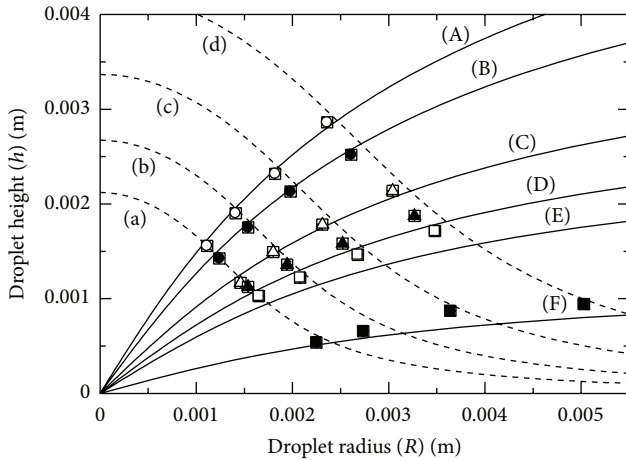 0.004
0.003
0.002
0.001
0
Droplet height (h) (m)
(A)
(B)
(C)
(D)
(E)
(F)
(d)
(c)
(b)
(a)
0 0.001 0.002 0.003 0.004 0.005
Droplet radius (R) (m)